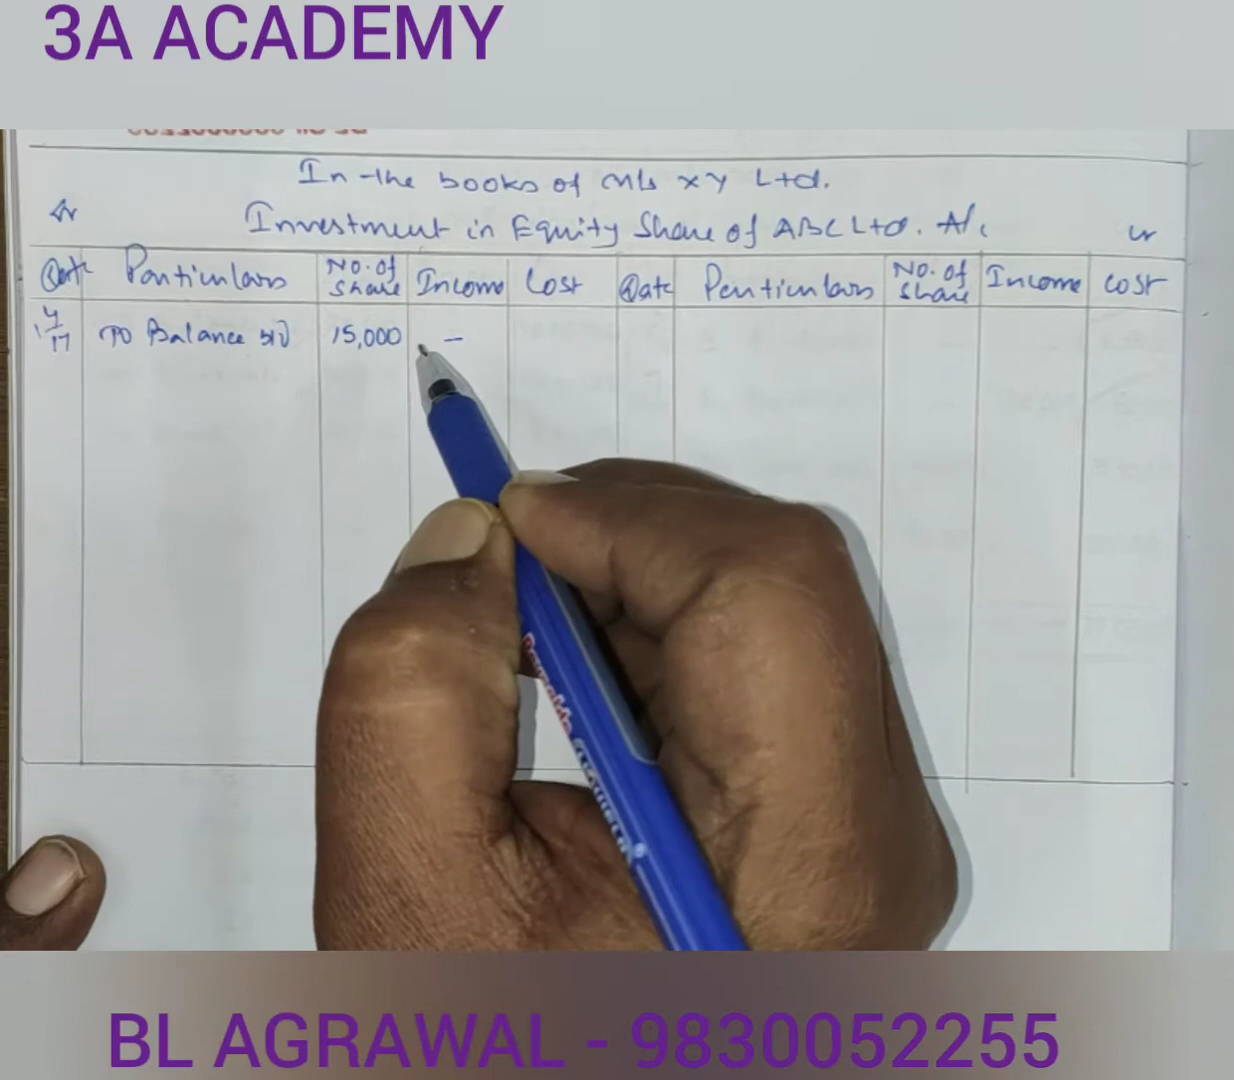 3A ACADEMY
In the books of M/s XY Ltd.
Dr
Investment in Equity Share of ABC Ltd. A/c
Cr
Date Particulars No. of Share Income Cost Date Particulars No. of Share Income Cost
1/4/17 To Balance b/d 15,000 –
Reynolds
BL AGRAWAL - 9830052255